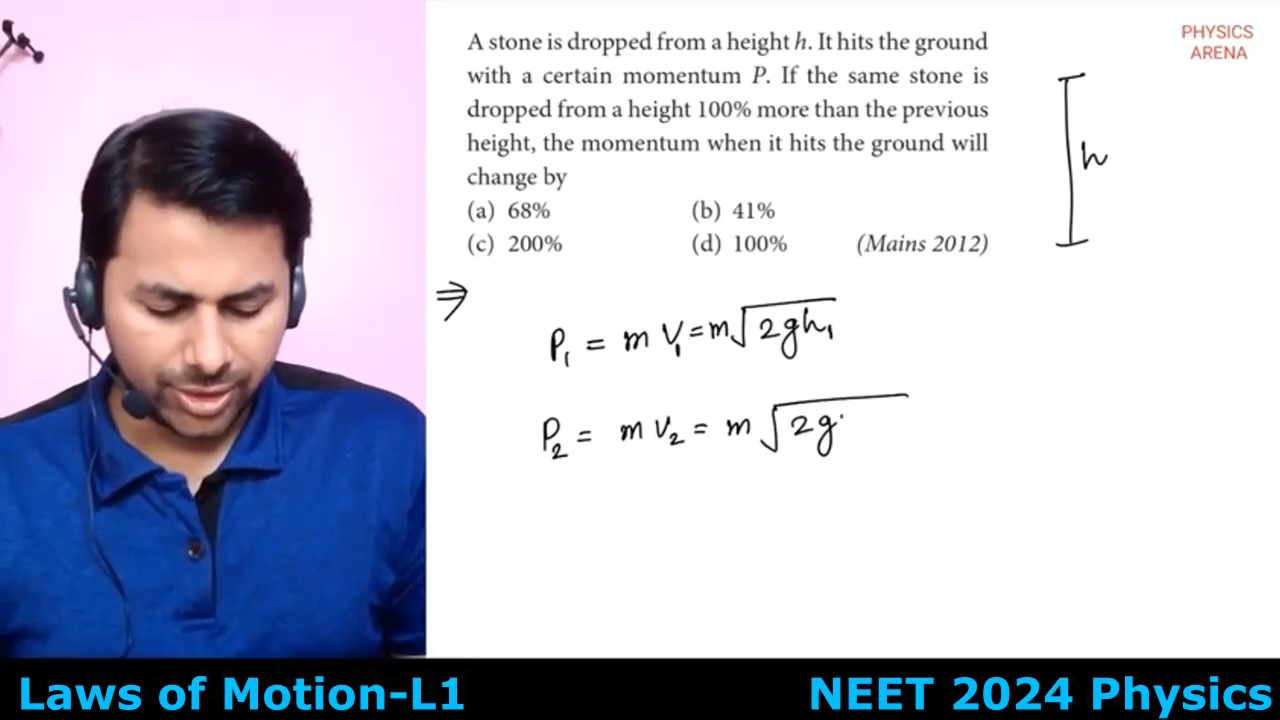 A stone is dropped from a height h. It hits the ground
with a certain momentum P. If the same stone is
dropped from a height 100% more than the previous
height, the momentum when it hits the ground will
change by
(a) 68% (b) 41%
(c) 200% (d) 100% (Mains 2012)
PHYSICS
ARENA
h
⇒
P₁ = m V₁ = m√2gh₁
P₂ = m V₂ = m √2g
Laws of Motion-L1
NEET 2024 Physics